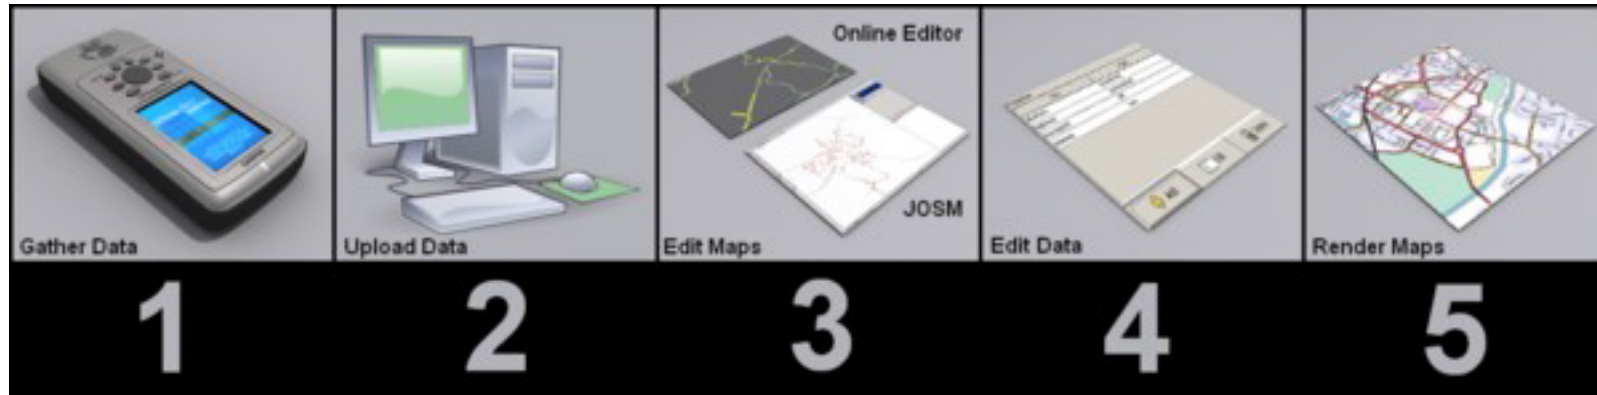 Online Editor
JOSM
Gather Data
Upload Data
Edit Maps
Edit Data
Render Maps
1
2
3
4
5